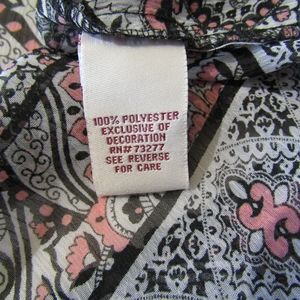 100% POLYESTER
EXCLUSIVE OF
DECORATION
RN# 73277
SEE REVERSE
FOR CARE